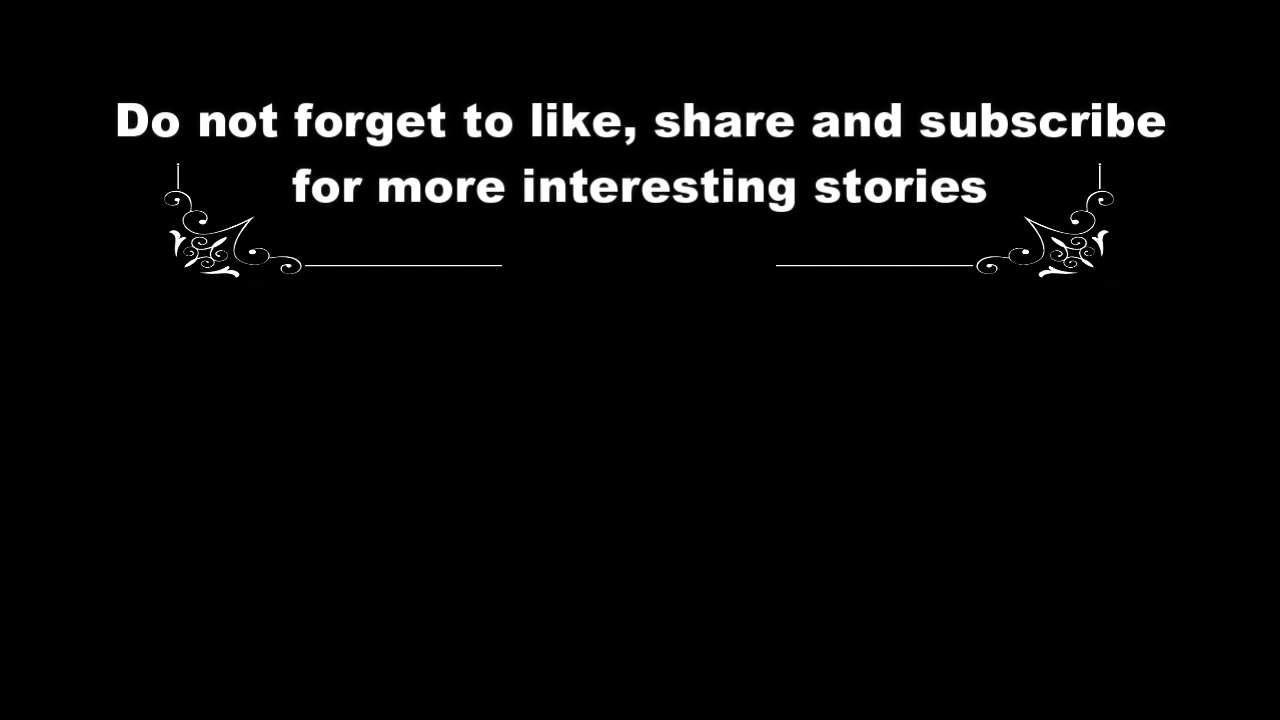 Do not forget to like, share and subscribe
for more interesting stories